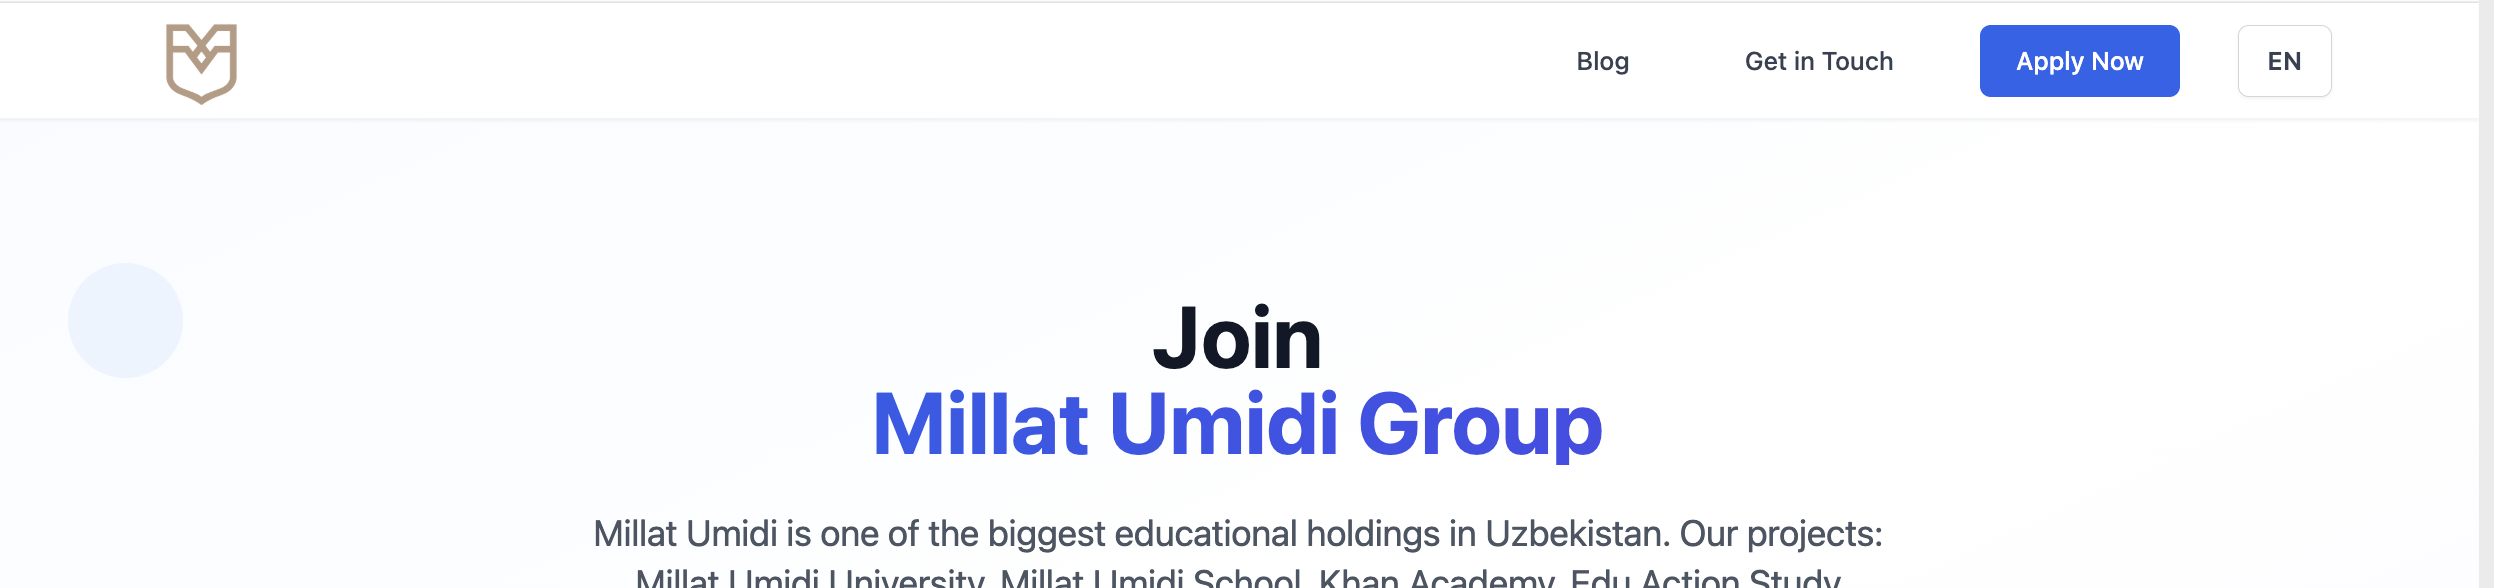 Blog
Get in Touch
Apply Now
EN
Join
Millat Umidi Group
Millat Umidi is one of the biggest educational holdings in Uzbekistan. Our projects:
Millat Umidi University, Millat Umidi School, Khan Academy, Edu Action, Study